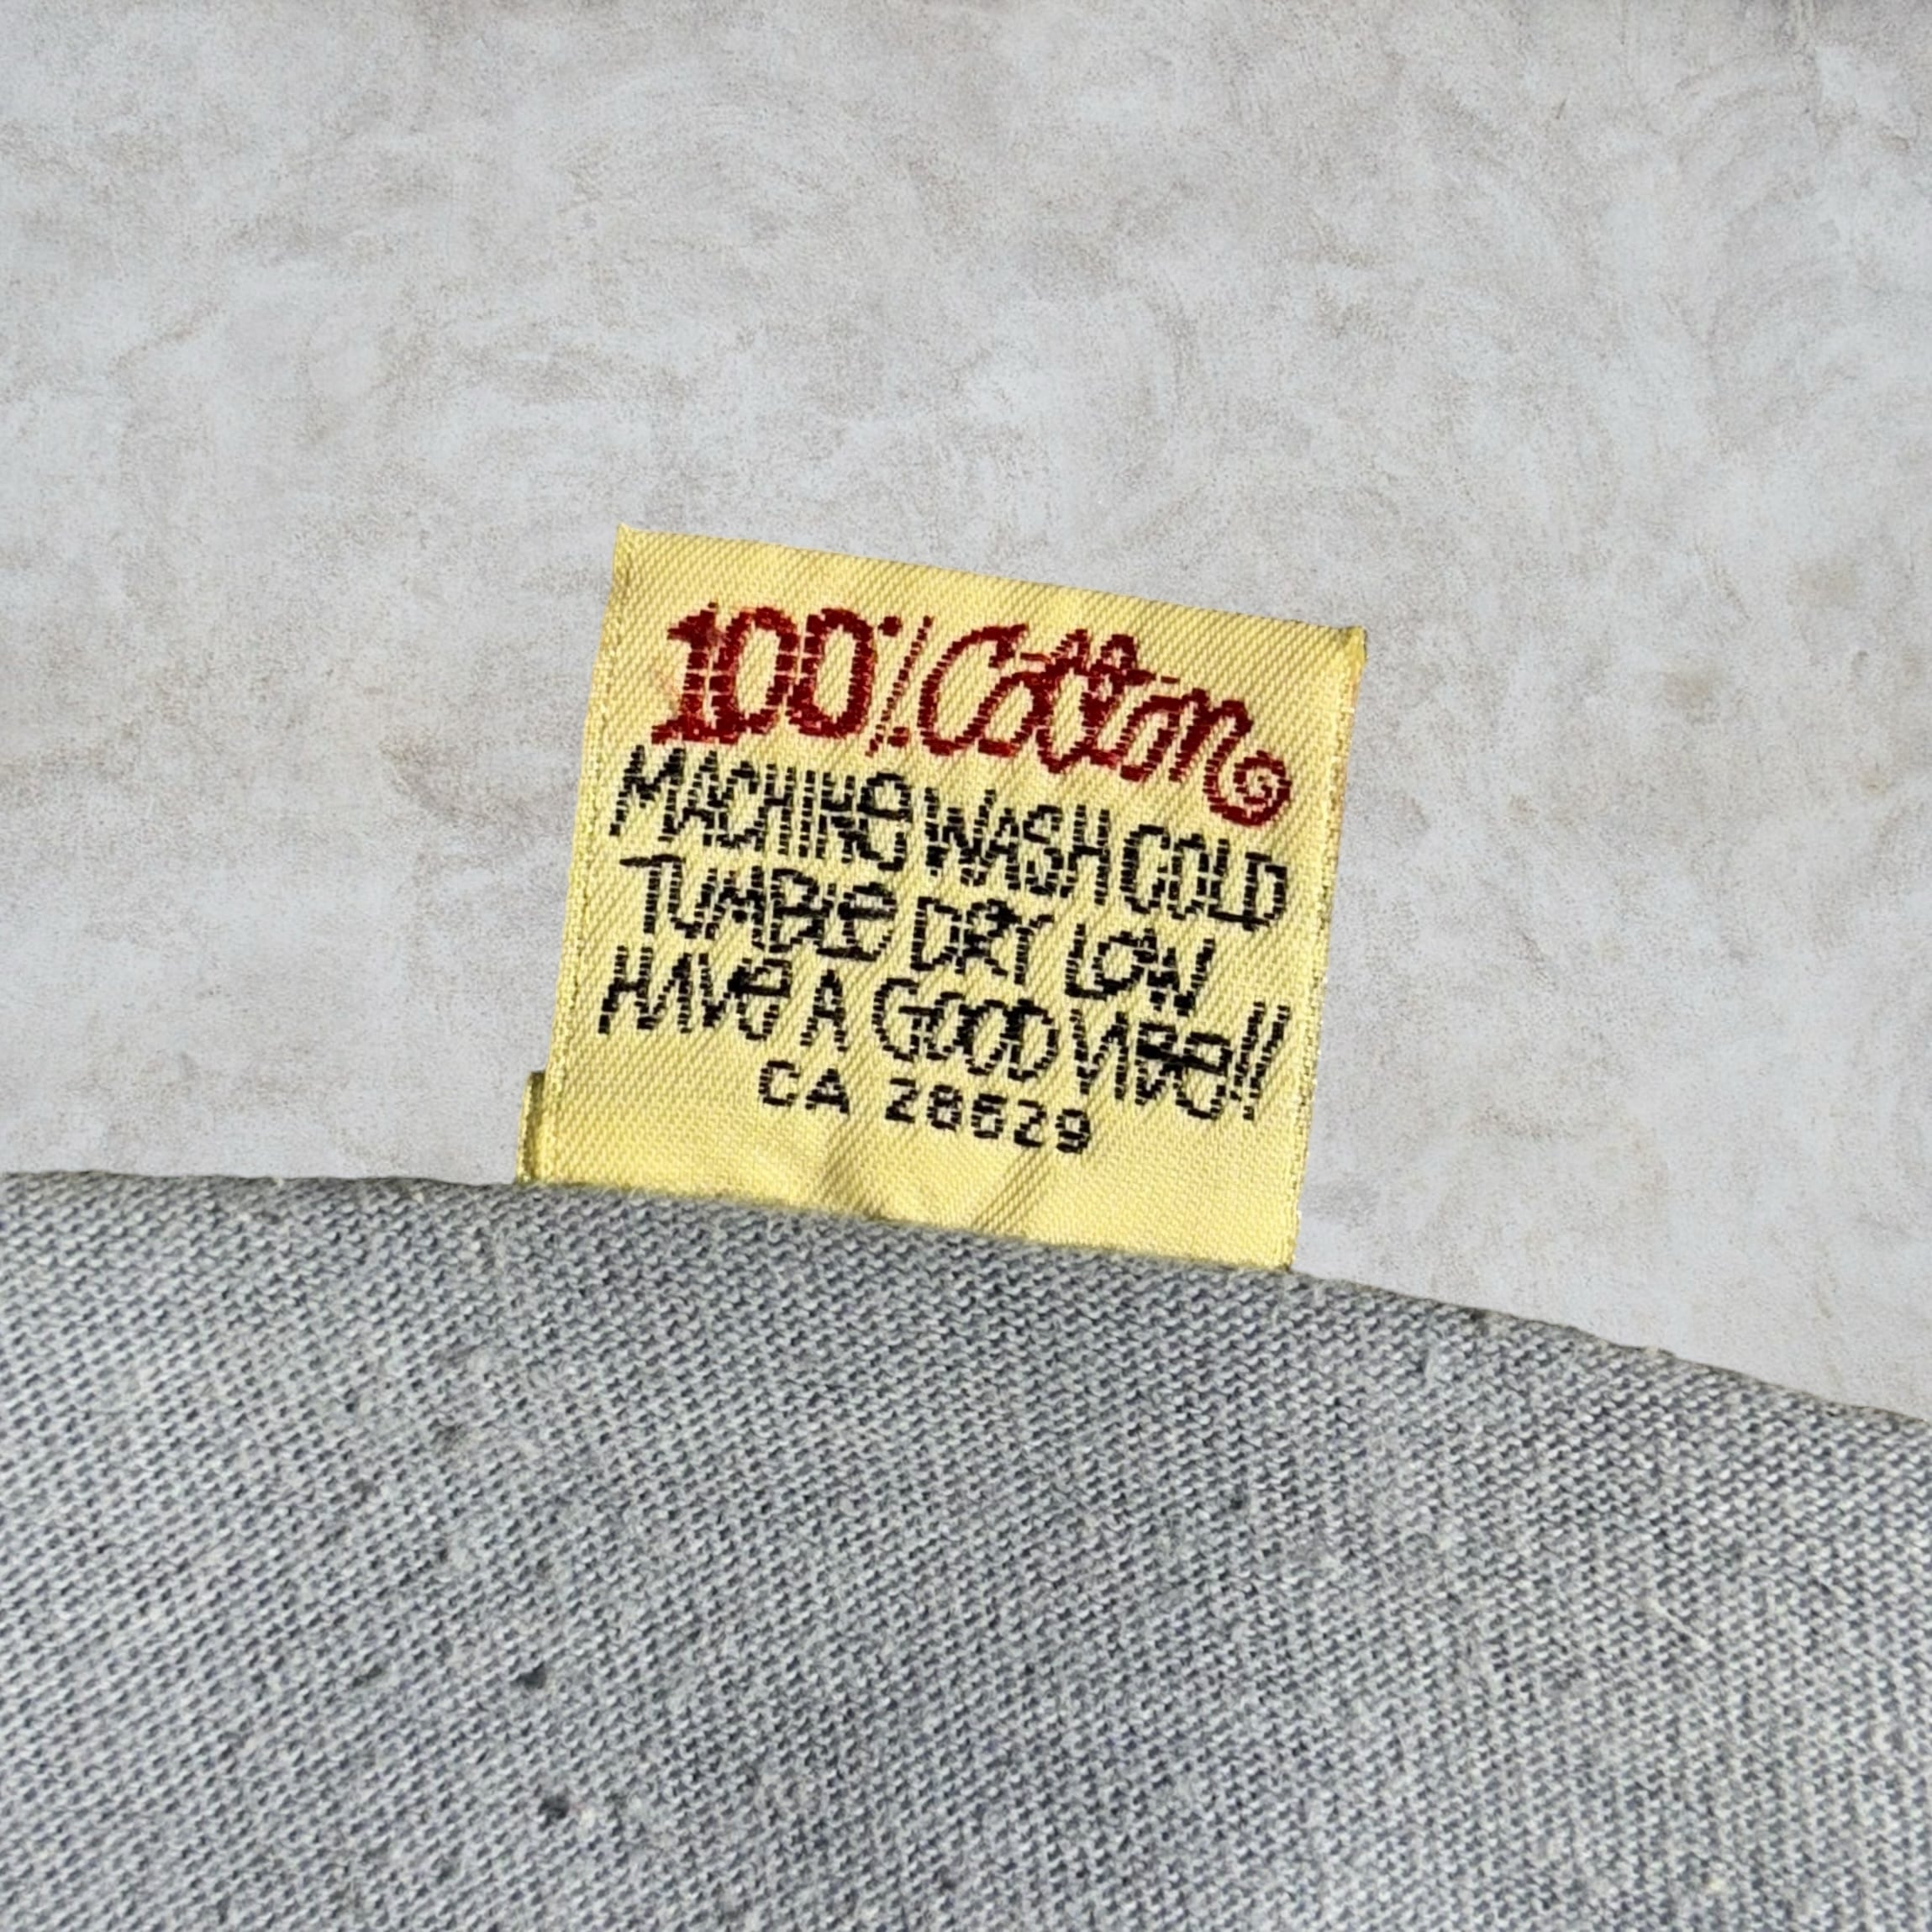 100% Cotton
MACHINe WASH COLD
TUMBLe DRY LOW
HAVe A GOOD VIBe!!!
CA 28629